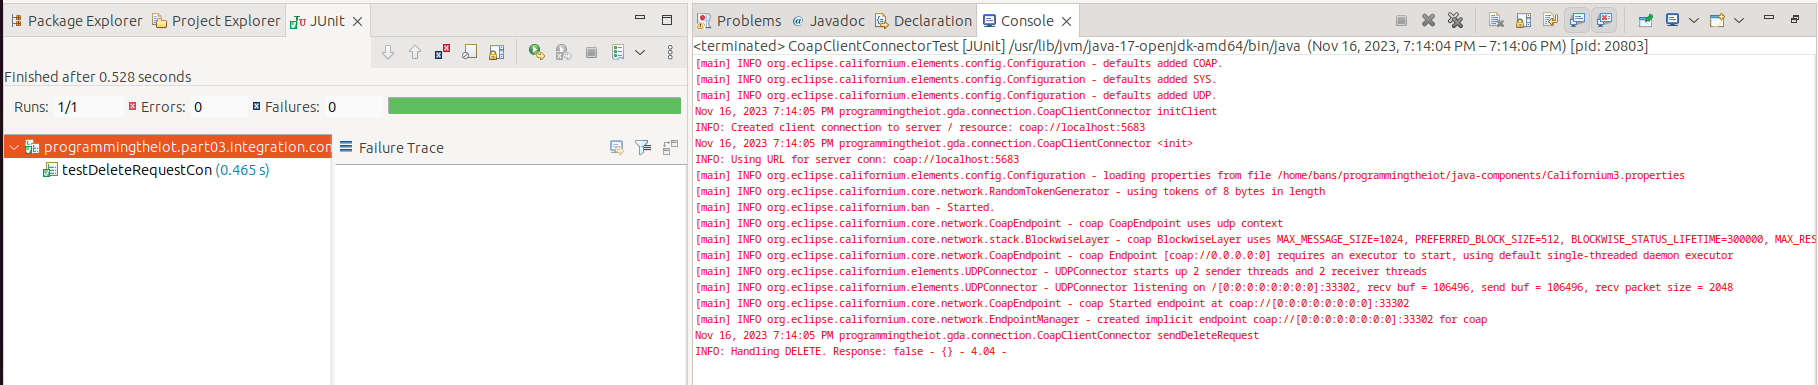 Package Explorer Project Explorer JUnit
Finished after 0.528 seconds
Runs: 1/1 Errors: 0 Failures: 0
programmingtheiot.part03.integration.con
testDeleteRequestCon (0.465 s)
Failure Trace
Problems Javadoc Declaration Console
<terminated> CoapClientConnectorTest [JUnit] /usr/lib/jvm/java-17-openjdk-amd64/bin/java (Nov 16, 2023, 7:14:04 PM – 7:14:06 PM) [pid: 20803]
[main] INFO org.eclipse.californium.elements.config.Configuration - defaults added COAP.
[main] INFO org.eclipse.californium.elements.config.Configuration - defaults added SYS.
[main] INFO org.eclipse.californium.elements.config.Configuration - defaults added UDP.
Nov 16, 2023 7:14:05 PM programmingtheiot.gda.connection.CoapClientConnector initClient
INFO: Created client connection to server / resource: coap://localhost:5683
Nov 16, 2023 7:14:05 PM programmingtheiot.gda.connection.CoapClientConnector <init>
INFO: Using URL for server conn: coap://localhost:5683
[main] INFO org.eclipse.californium.elements.config.Configuration - loading properties from file /home/bans/programmingtheiot/java-components/Californium3.properties
[main] INFO org.eclipse.californium.core.network.RandomTokenGenerator - using tokens of 8 bytes in length
[main] INFO org.eclipse.californium.ban - Started.
[main] INFO org.eclipse.californium.core.network.CoapEndpoint - coap CoapEndpoint uses udp context
[main] INFO org.eclipse.californium.core.network.stack.BlockwiseLayer - coap BlockwiseLayer uses MAX_MESSAGE_SIZE=1024, PREFERRED_BLOCK_SIZE=512, BLOCKWISE_STATUS_LIFETIME=300000, MAX_RES
[main] INFO org.eclipse.californium.core.network.CoapEndpoint - coap Endpoint [coap://0.0.0.0:0] requires an executor to start, using default single-threaded daemon executor
[main] INFO org.eclipse.californium.elements.UDPConnector - UDPConnector starts up 2 sender threads and 2 receiver threads
[main] INFO org.eclipse.californium.elements.UDPConnector - UDPConnector listening on /[0:0:0:0:0:0:0:0]:33302, recv buf = 106496, send buf = 106496, recv packet size = 2048
[main] INFO org.eclipse.californium.core.network.CoapEndpoint - coap Started endpoint at coap://[0:0:0:0:0:0:0:0]:33302
[main] INFO org.eclipse.californium.core.network.EndpointManager - created implicit endpoint coap://[0:0:0:0:0:0:0:0]:33302 for coap
Nov 16, 2023 7:14:05 PM programmingtheiot.gda.connection.CoapClientConnector sendDeleteRequest
INFO: Handling DELETE. Response: false - {} - 4.04 -